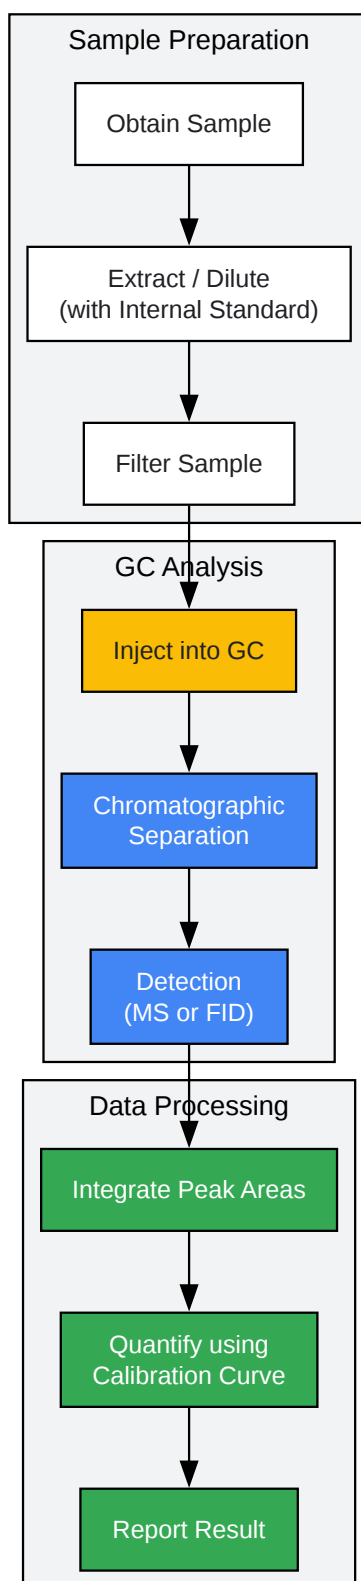 Sample Preparation
Obtain Sample
Extract / Dilute
(with Internal Standard)
Filter Sample
GC Analysis
Inject into GC
Chromatographic
Separation
Detection
(MS or FID)
Data Processing
Integrate Peak Areas
Quantify using
Calibration Curve
Report Result